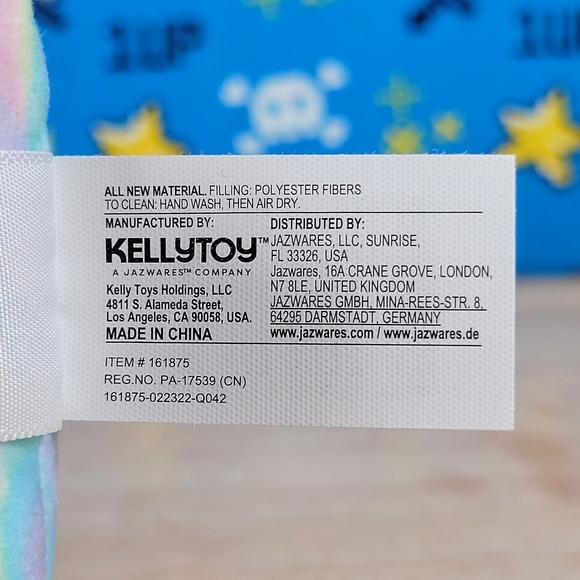 1UP
ALL NEW MATERIAL. FILLING: POLYESTER FIBERS
TO CLEAN: HAND WASH, THEN AIR DRY.
MANUFACTURED BY:
KELLYTOY™
A JAZWARES™ COMPANY
Kelly Toys Holdings, LLC
4811 S. Alameda Street,
Los Angeles, CA 90058, USA.
MADE IN CHINA
DISTRIBUTED BY:
JAZWARES, LLC, SUNRISE,
FL 33326, USA
Jazwares, 16A CRANE GROVE, LONDON,
N7 8LE, UNITED KINGDOM
JAZWARES GMBH, MINA-REES-STR. 8,
64295 DARMSTADT, GERMANY
www.jazwares.com / www.jazwares.de
ITEM # 161875
REG.NO. PA-17539 (CN)
161875-022322-Q042